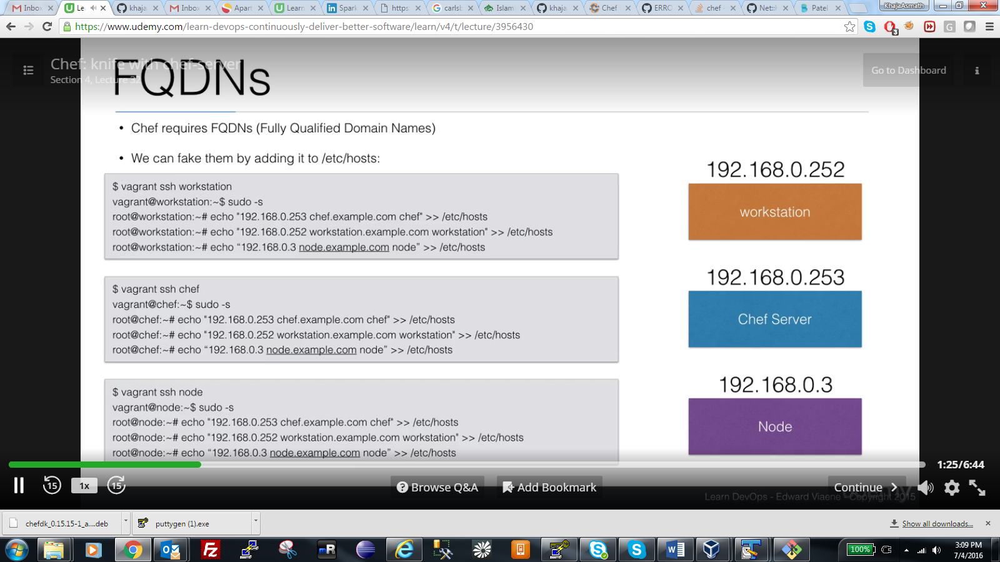 Inbox
Le
khaja
Inbox
Apart
Learn
Spark
https:
carlsb
Islam
khaja
Chef
ERRO
chef
Net::
Patel
KhajaAsmath
https://www.udemy.com/learn-devops-continuously-deliver-better-software/learn/v4/t/lecture/3956430
3
G
Chef: knife with chef-server
Section 4, Lecture 32
Go to Dashboard
FQDNs
• Chef requires FQDNs (Fully Qualified Domain Names)
• We can fake them by adding it to /etc/hosts:
$ vagrant ssh workstation
vagrant@workstation:~$ sudo -s
root@workstation:~# echo "192.168.0.253 chef.example.com chef" >> /etc/hosts
root@workstation:~# echo "192.168.0.252 workstation.example.com workstation" >> /etc/hosts
root@workstation:~# echo “192.168.0.3 node.example.com node” >> /etc/hosts
192.168.0.252
workstation
$ vagrant ssh chef
vagrant@chef:~$ sudo -s
root@chef:~# echo "192.168.0.253 chef.example.com chef" >> /etc/hosts
root@chef:~# echo "192.168.0.252 workstation.example.com workstation" >> /etc/hosts
root@chef:~# echo “192.168.0.3 node.example.com node” >> /etc/hosts
192.168.0.253
Chef Server
$ vagrant ssh node
vagrant@node:~$ sudo -s
root@node:~# echo "192.168.0.253 chef.example.com chef" >> /etc/hosts
root@node:~# echo "192.168.0.252 workstation.example.com workstation" >> /etc/hosts
root@node:~# echo “192.168.0.3 node.example.com node” >> /etc/hosts
192.168.0.3
Node
1:25/6:44
15
1x
15
Browse Q&A
Add Bookmark
Continue
Learn DevOps - Edward Viaene - Copyright 2015
chefdk_0.15.15-1_a....deb
puttygen (1).exe
Show all downloads...
100%
3:09 PM
7/4/2016